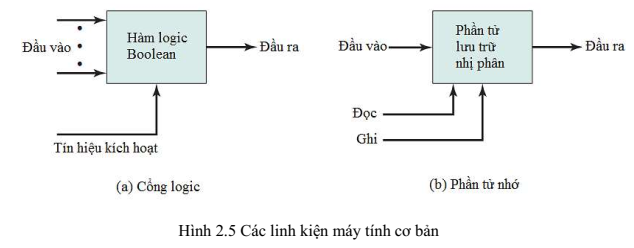 Đầu vào
Hàm logic
Boolean
Đầu ra
Tín hiệu kích hoạt
(a) Cổng logic
Đầu vào
Phần tử
lưu trữ
nhị phân
Đầu ra
Đọc
Ghi
(b) Phần tử nhớ
Hình 2.5 Các linh kiện máy tính cơ bản